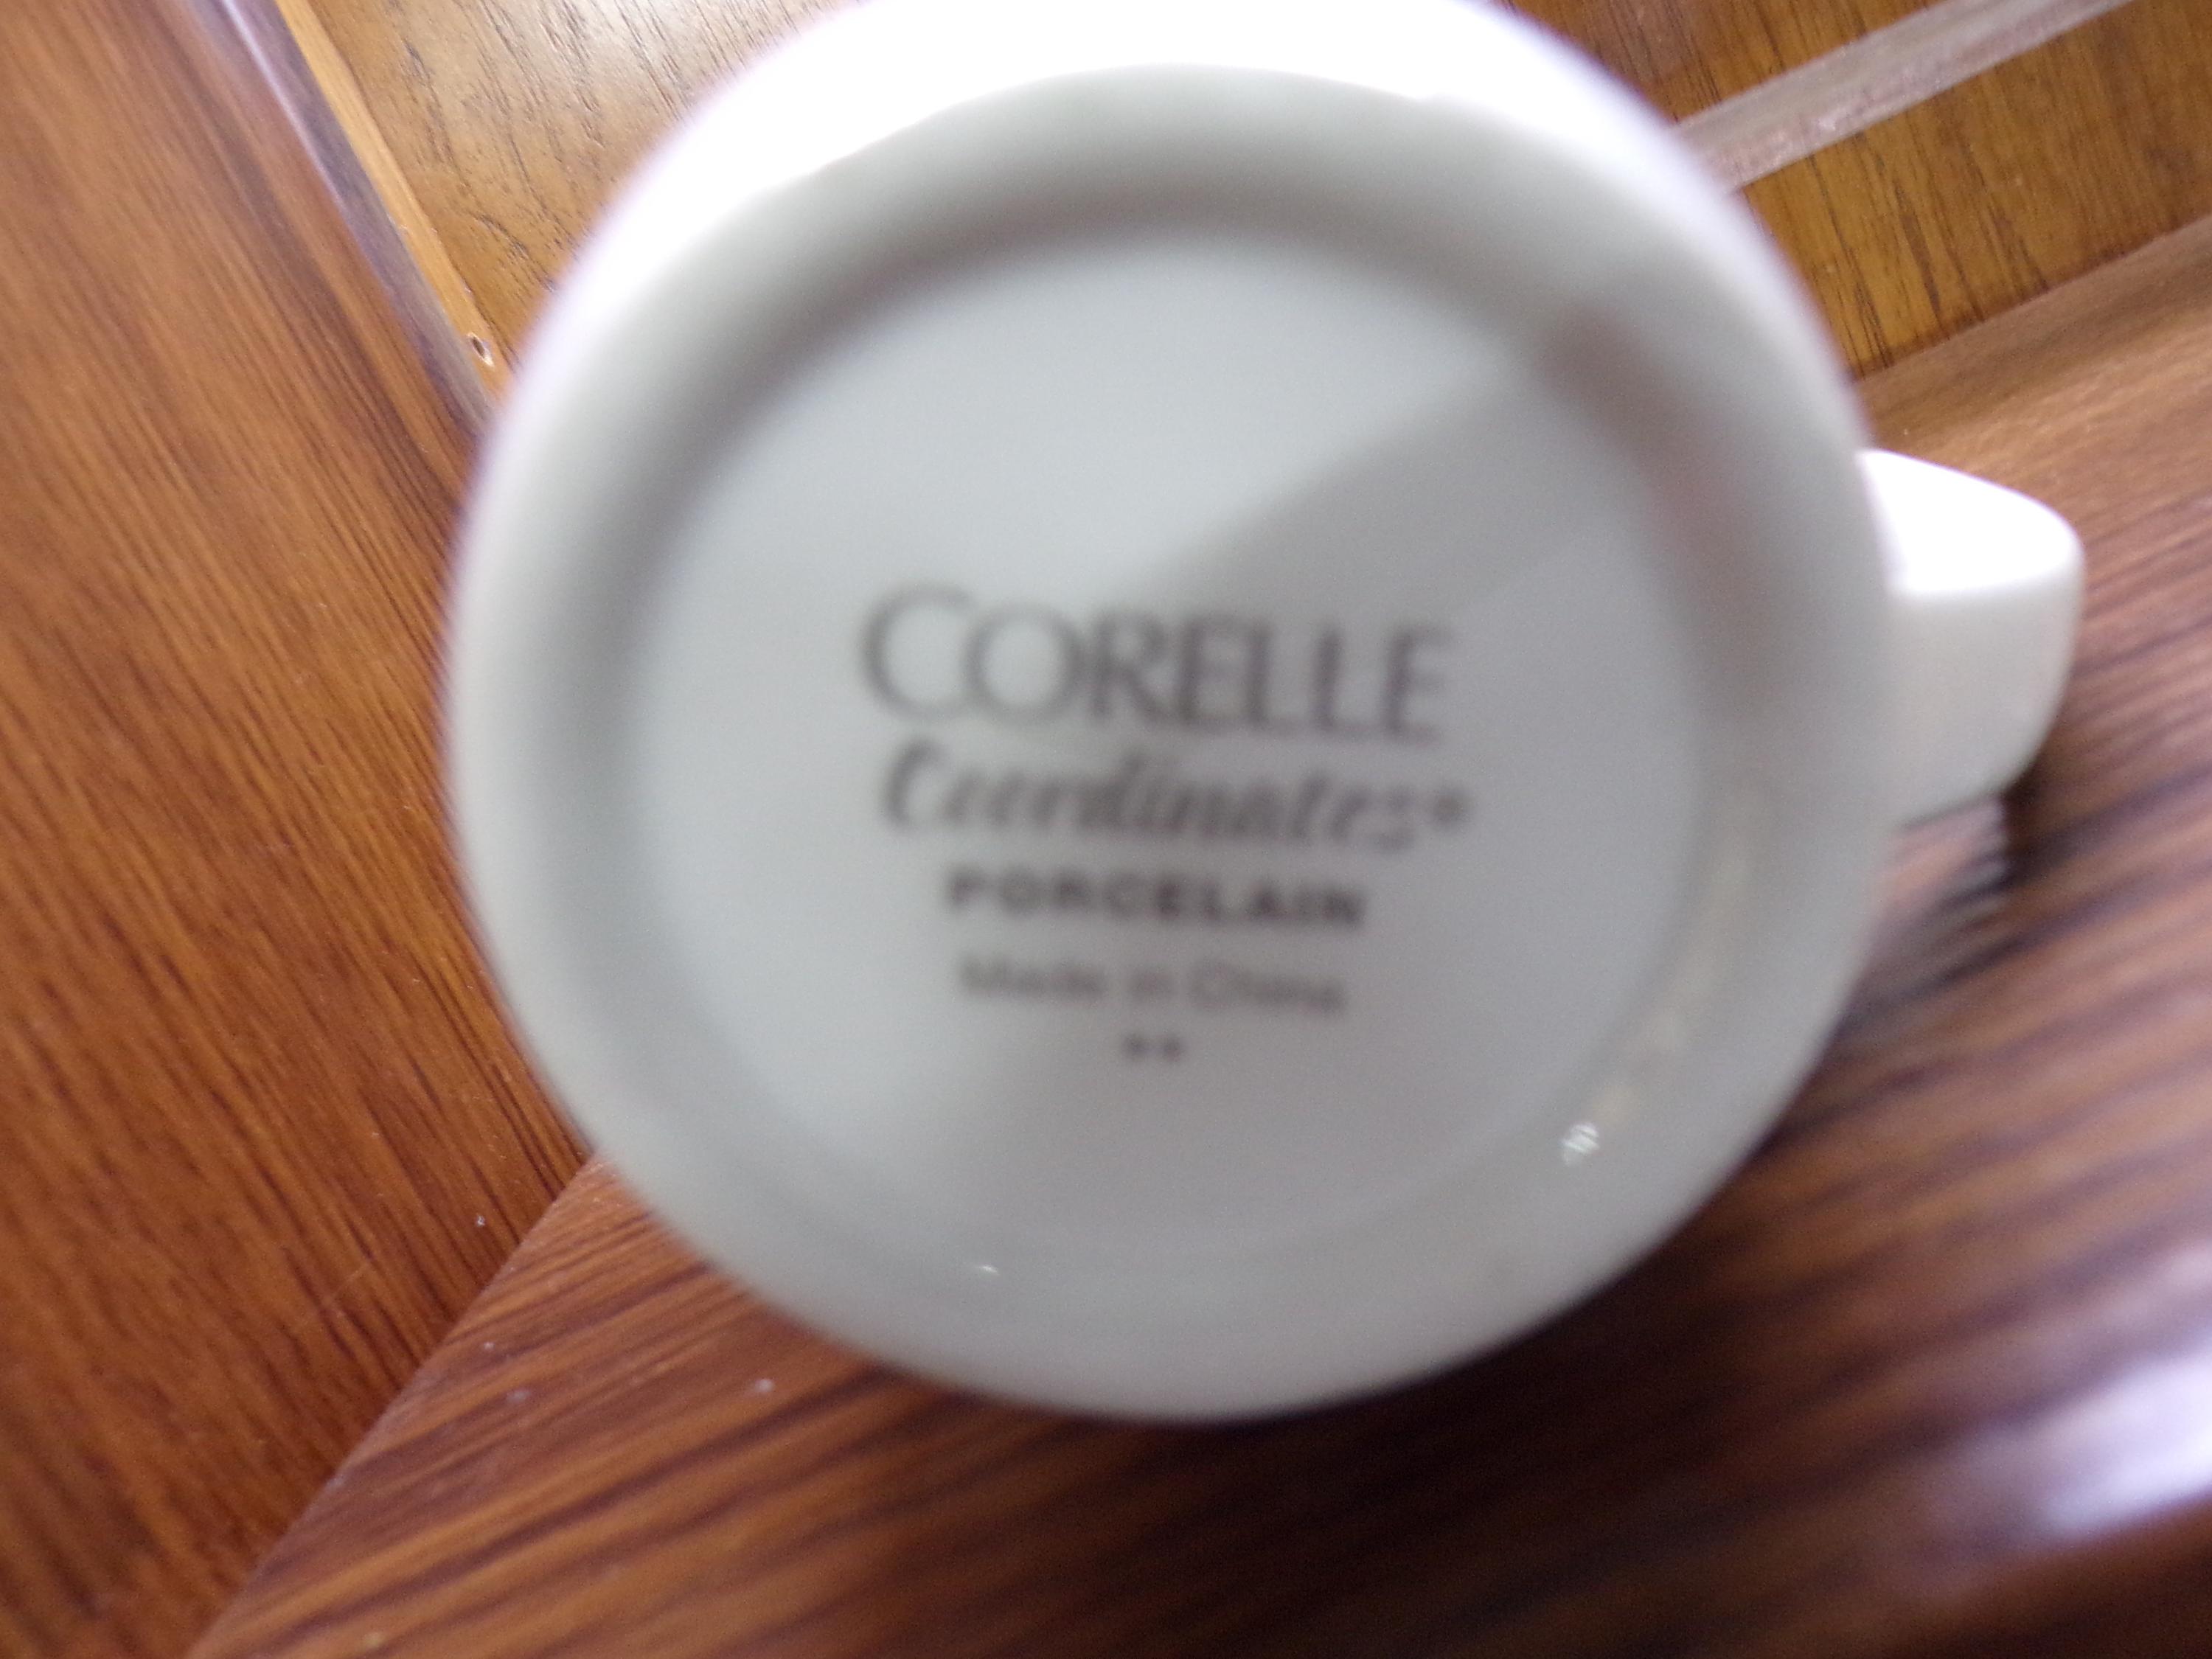 CORELLE
Coordinates®
PORCELAIN
Made in China
••